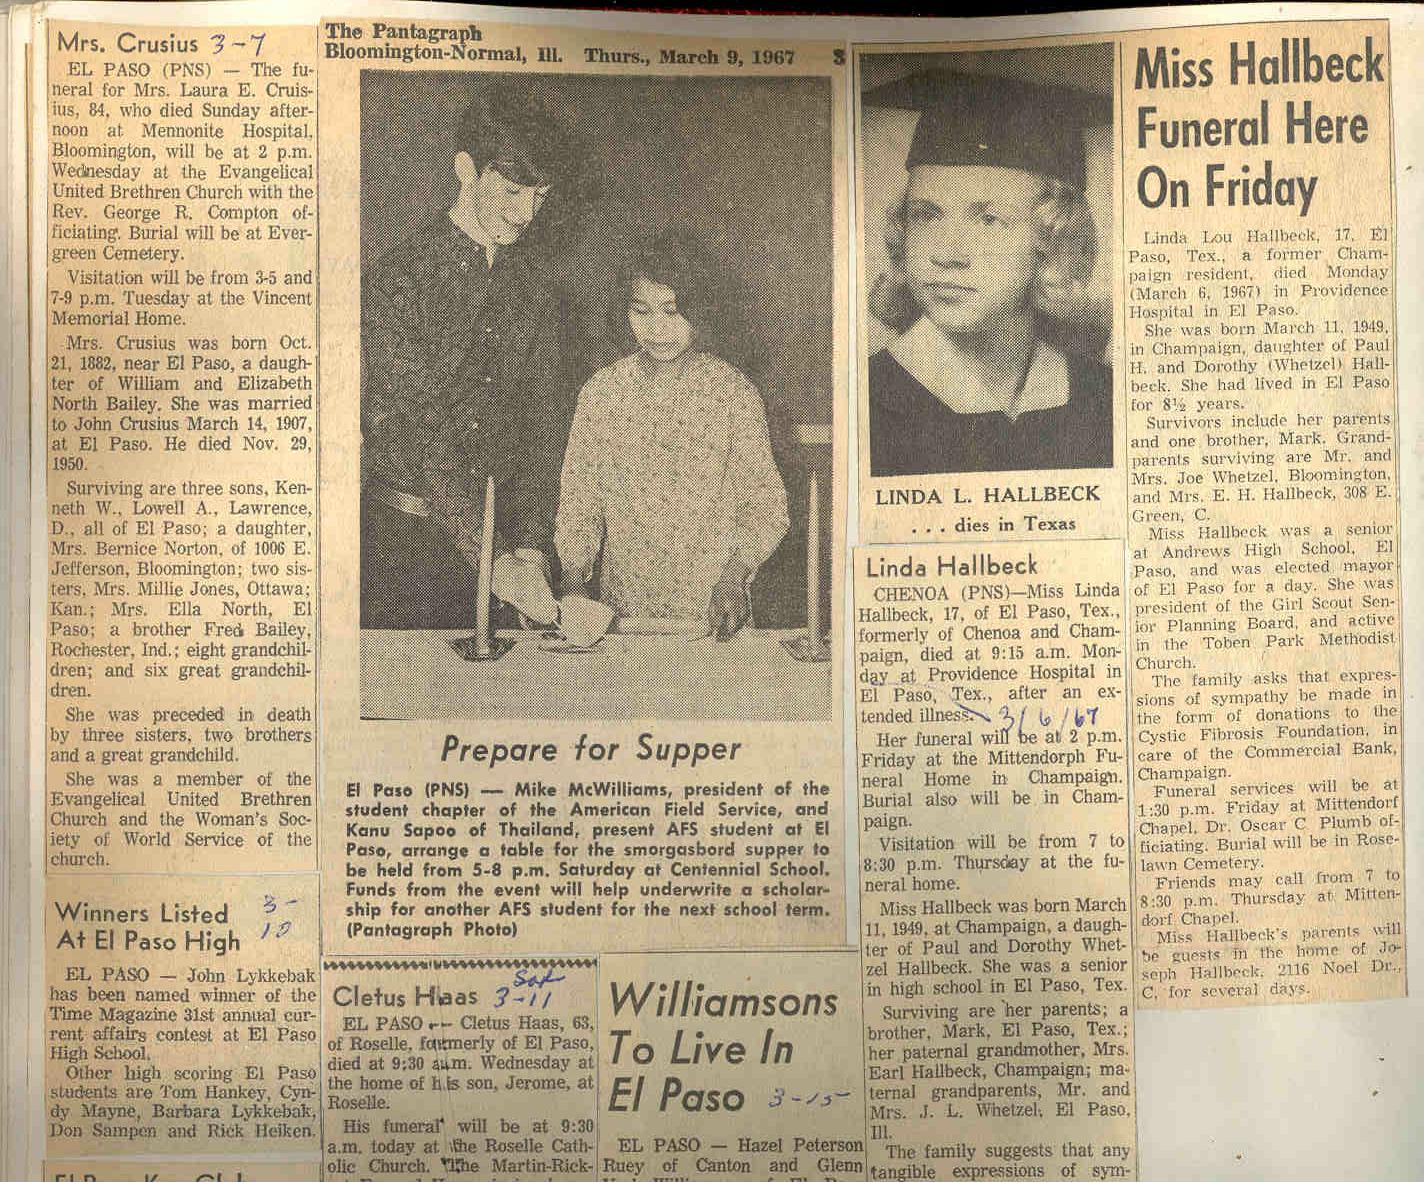 Mrs. Crusius 3-7
EL PASO (PNS) — The fu-
neral for Mrs. Laura E. Cruis-
ius, 84, who died Sunday after-
noon at Mennonite Hospital,
Bloomington, will be at 2 p.m.
Wednesday at the Evangelical
United Brethren Church with the
Rev. George R. Compton of-
ficiating. Burial will be at Ever-
green Cemetery.
Visitation will be from 3-5 and
7-9 p.m. Tuesday at the Vincent
Memorial Home.
Mrs. Crusius was born Oct.
21, 1882, near El Paso, a daugh-
ter of William and Elizabeth
North Bailey. She was married
to John Crusius March 14, 1907,
at El Paso. He died Nov. 29,
1950.
Surviving are three sons, Ken-
neth W., Lowell A., Lawrence,
D., all of El Paso; a daughter,
Mrs. Bernice Norton, of 1006 E.
Jefferson, Bloomington; two sis-
ters, Mrs. Millie Jones, Ottawa;
Kan.; Mrs. Ella North, El
Paso; a brother Fred Bailey,
Rochester, Ind.; eight grandchil-
dren; and six great grandchil-
dren.
She was preceded in death
by three sisters, two brothers
and a great grandchild.
She was a member of the
Evangelical United Brethren
Church and the Woman's Soc-
iety of World Service of the
church.
Winners Listed
At El Paso High
3-
10
EL PASO — John Lykkebak
has been named winner of the
Time Magazine 31st annual cur-
rent affairs contest at El Paso
High School.
Other high scoring El Paso
students are Tom Hankey, Cyn-
dy Mayne, Barbara Lykkebak,
Don Sampen and Rick Heiken.
The Pantagraph
Bloomington-Normal, Ill. Thurs., March 9, 1967 3
Prepare for Supper
El Paso (PNS) — Mike McWilliams, president of the
student chapter of the American Field Service, and
Kanu Sapoo of Thailand, present AFS student at El
Paso, arrange a table for the smorgasbord supper to
be held from 5-8 p.m. Saturday at Centennial School.
Funds from the event will help underwrite a scholar-
ship for another AFS student for the next school term.
(Pantagraph Photo)
Cletus Haas
Sat
3-11
EL PASO -- Cletus Haas, 63,
of Roselle, formerly of El Paso,
died at 9:30 a.m. Wednesday at
the home of his son, Jerome, at
Roselle.
His funeral will be at 9:30
a.m. today at the Roselle Cath-
olic Church. The Martin-Rick-
Williamsons
To Live In
El Paso 3-15
EL PASO — Hazel Peterson
Ruey of Canton and Glenn
LINDA L. HALLBECK
. . . dies in Texas
Linda Hallbeck
CHENOA (PNS)—Miss Linda
Hallbeck, 17, of El Paso, Tex.,
formerly of Chenoa and Cham-
paign, died at 9:15 a.m. Mon-
day at Providence Hospital in
El Paso, Tex., after an ex-
tended illness. 3/6/67
Her funeral will be at 2 p.m.
Friday at the Mittendorph Fu-
neral Home in Champaign.
Burial also will be in Cham-
paign.
Visitation will be from 7 to
8:30 p.m. Thursday at the fu-
neral home.
Miss Hallbeck was born March
11, 1949, at Champaign, a daugh-
ter of Paul and Dorothy Whet-
zel Hallbeck. She was a senior
in high school in El Paso, Tex.
Surviving are her parents; a
brother, Mark, El Paso, Tex.;
her paternal grandmother, Mrs.
Earl Hallbeck, Champaign; ma-
ternal grandparents, Mr. and
Mrs. J. L. Whetzel, El Paso,
Ill.
The family suggests that any
tangible expressions of sym-
Miss Hallbeck
Funeral Here
On Friday
Linda Lou Hallbeck, 17, El
Paso, Tex., a former Cham-
paign resident, died Monday
(March 6, 1967) in Providence
Hospital in El Paso.
She was born March 11, 1949,
in Champaign, daughter of Paul
H. and Dorothy (Whetzel) Hall-
beck. She had lived in El Paso
for 8½ years.
Survivors include her parents
and one brother, Mark. Grand-
parents surviving are Mr. and
Mrs. Joe Whetzel, Bloomington,
and Mrs. E. H. Hallbeck, 308 E.
Green, C.
Miss Hallbeck was a senior
at Andrews High School, El
Paso, and was elected mayor
of El Paso for a day. She was
president of the Girl Scout Sen-
ior Planning Board, and active
in the Toben Park Methodist
Church.
The family asks that expres-
sions of sympathy be made in
the form of donations to the
Cystic Fibrosis Foundation, in
care of the Commercial Bank,
Champaign.
Funeral services will be at
1:30 p.m. Friday at Mittendorf
Chapel, Dr. Oscar C Plumb of-
ficiating. Burial will be in Rose-
lawn Cemetery.
Friends may call from 7 to
8:30 p.m. Thursday at Mitten-
dorf Chapel.
Miss Hallbeck's parents will
be guests in the home of Jo-
seph Hallbeck, 2116 Noel Dr.,
C, for several days.